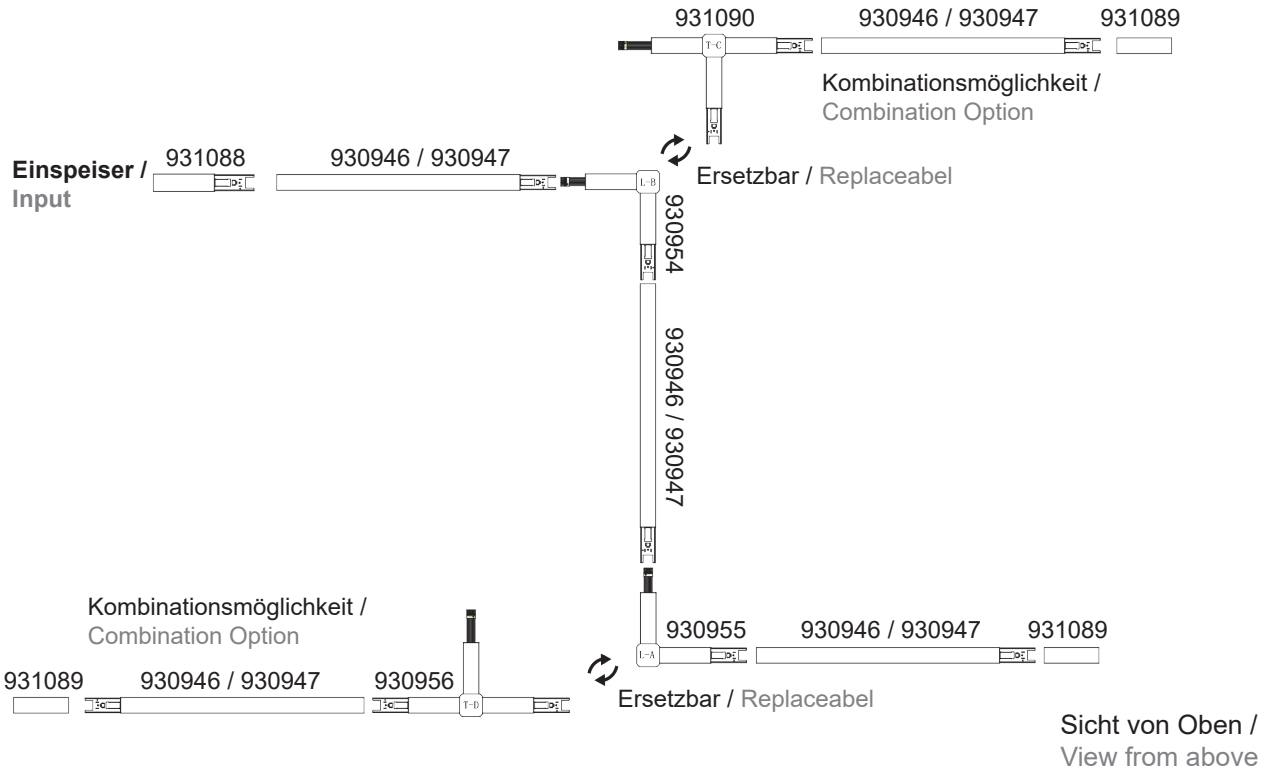 931090
930946 / 930947
931089
T-C
Kombinationsmöglichkeit /
Combination Option
Einspeiser /
Input
931088
930946 / 930947
L-B
Ersetzbar / Replaceabel
930954
930946 / 930947
Kombinationsmöglichkeit /
Combination Option
931089
930946 / 930947
930956
T-D
L-A
930955
930946 / 930947
931089
Ersetzbar / Replaceabel
Sicht von Oben /
View from above